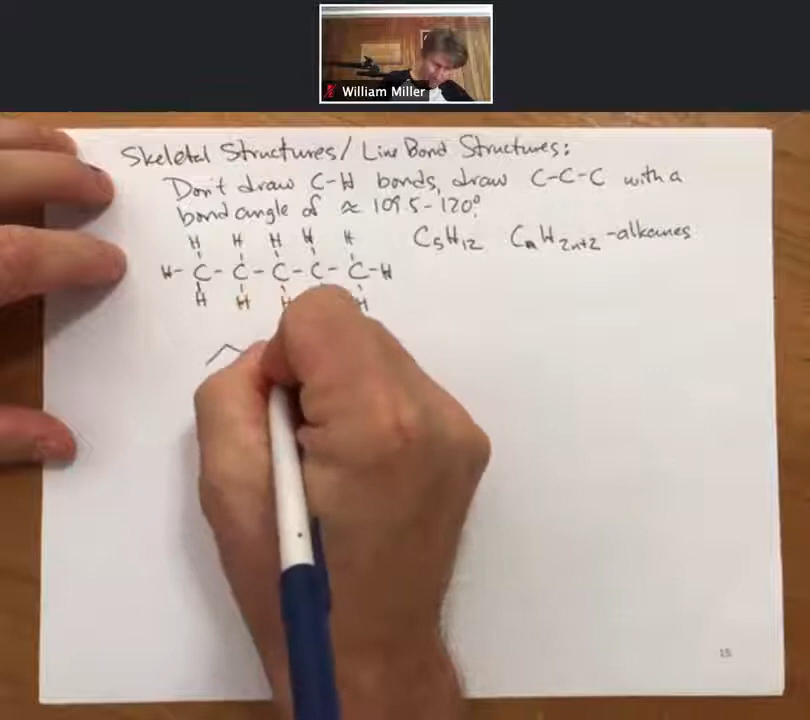 William Miller
Skeletal Structures/ Line Bond Structures:
Don't draw C-H bonds, draw C-C-C with a
bond angle of ≈ 109.5-120°.
C5H12 CnH2n+2 -alkanes
H H H H H
H-C-C-C-C-C-H
H H H H
15